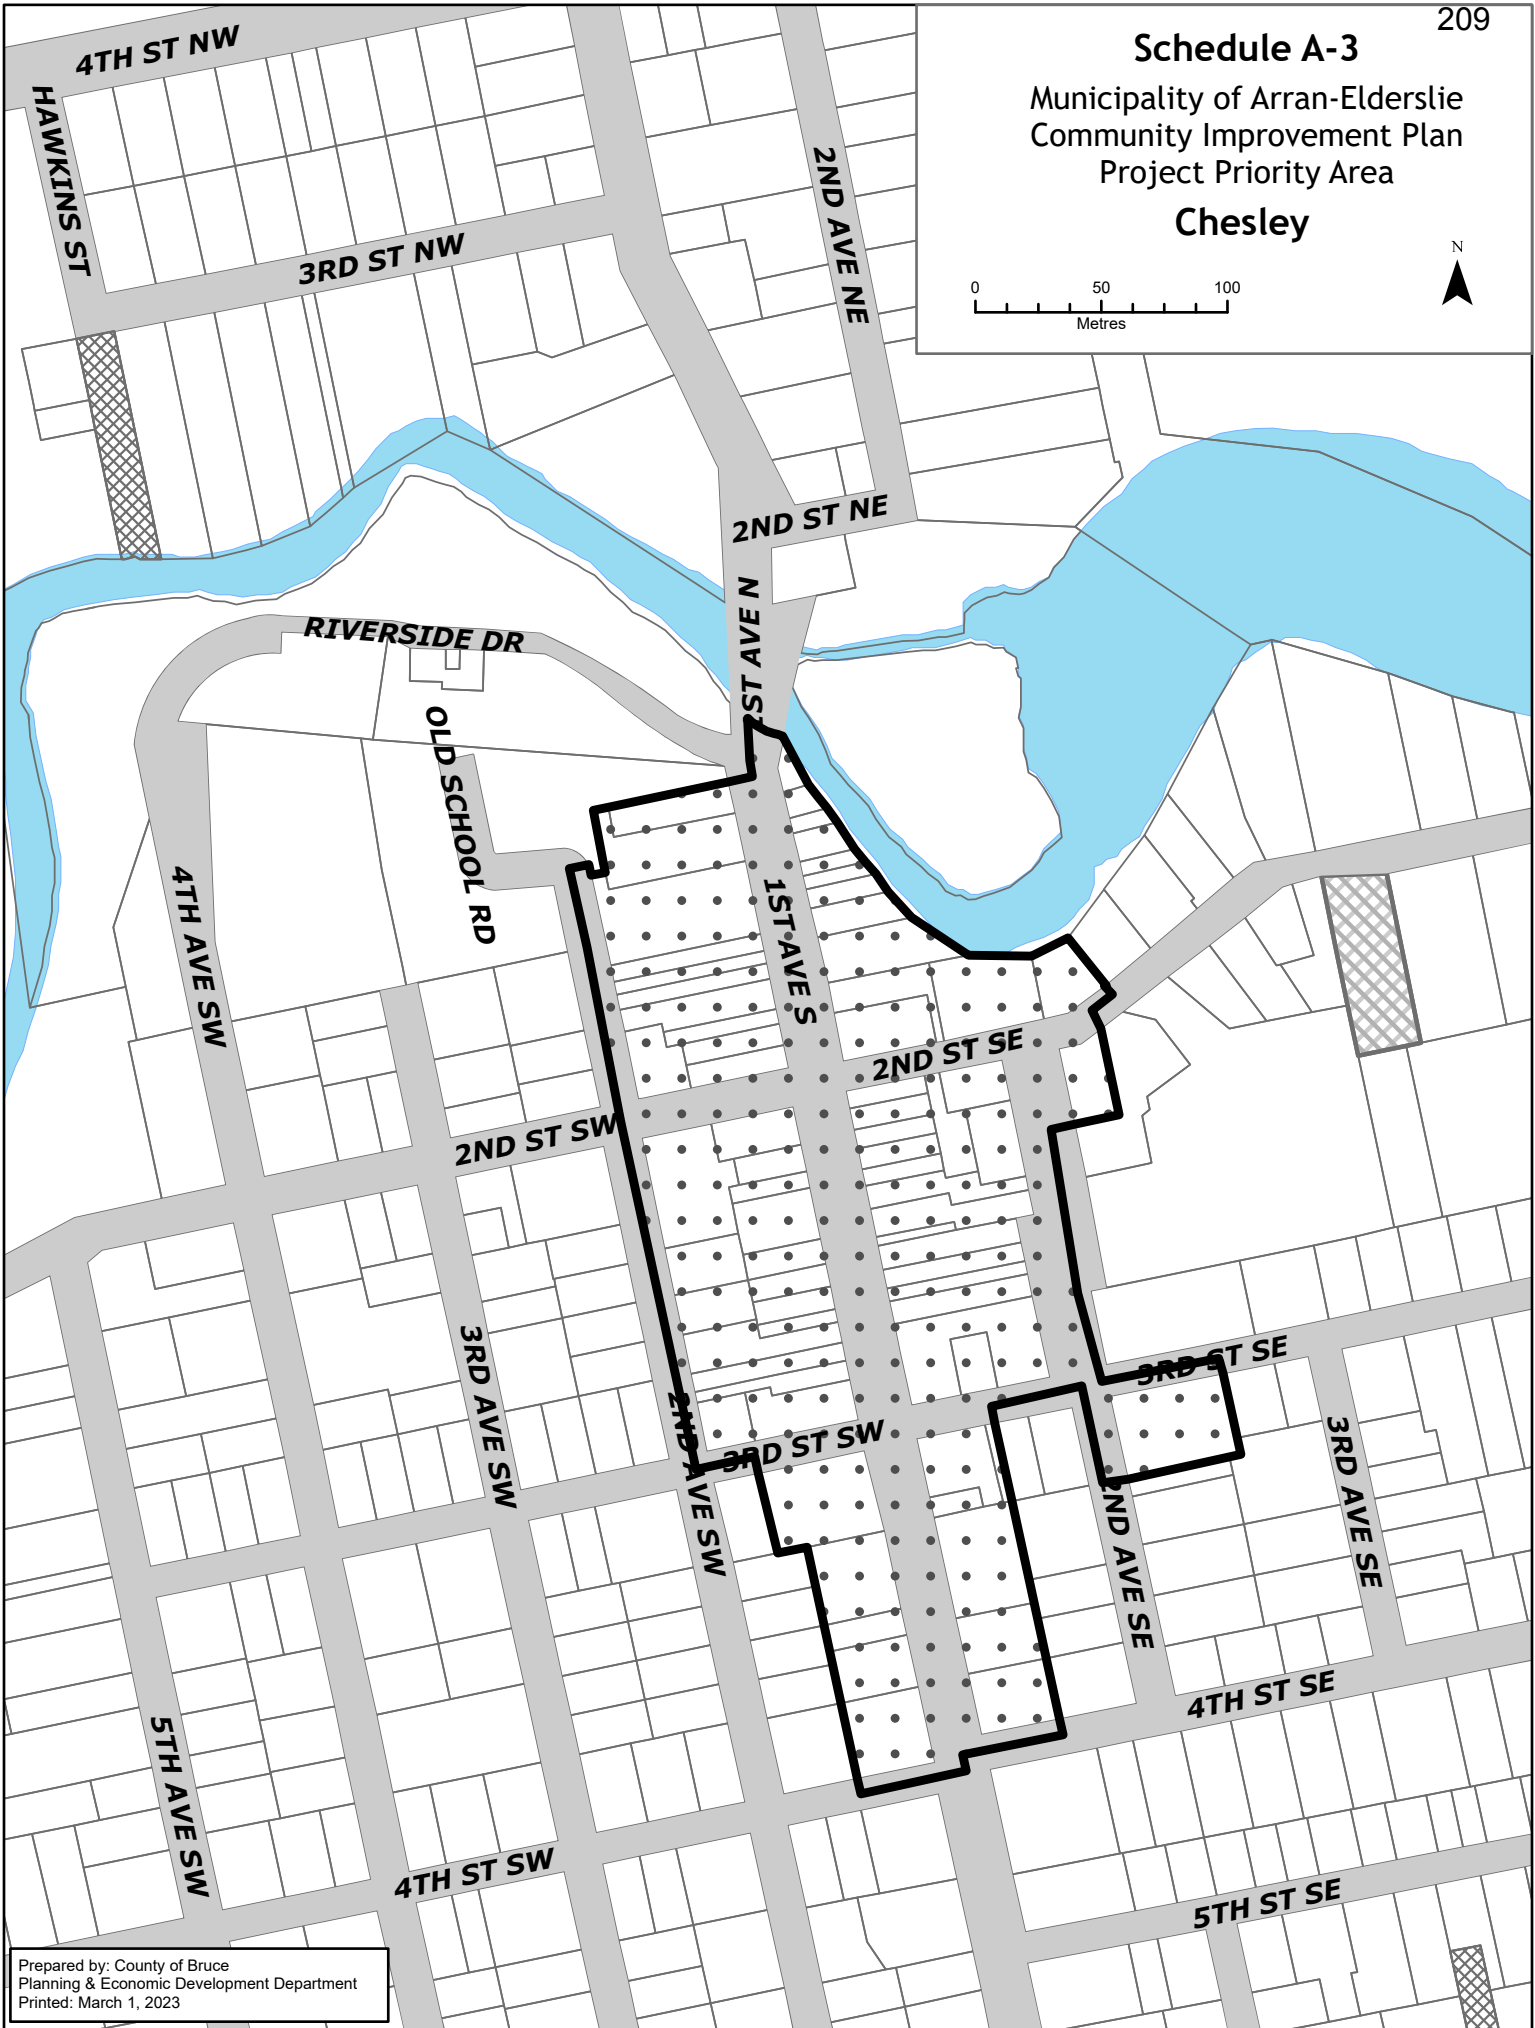 209
Schedule A-3
Municipality of Arran-Elderslie
Community Improvement Plan
Project Priority Area
Chesley
N
0 50 100
Metres
4TH ST NW
HAWKINS ST
3RD ST NW
2ND AVE NE
2ND ST NE
1ST AVE N
RIVERSIDE DR
OLD SCHOOL RD
4TH AVE SW
1ST AVE S
2ND ST SE
2ND ST SW
3RD AVE SW
3RD ST SE
2ND AVE SW
3RD ST SW
3RD AVE SE
2ND AVE SE
4TH ST SE
5TH AVE SW
4TH ST SW
5TH ST SE
Prepared by: County of Bruce
Planning & Economic Development Department
Printed: March 1, 2023